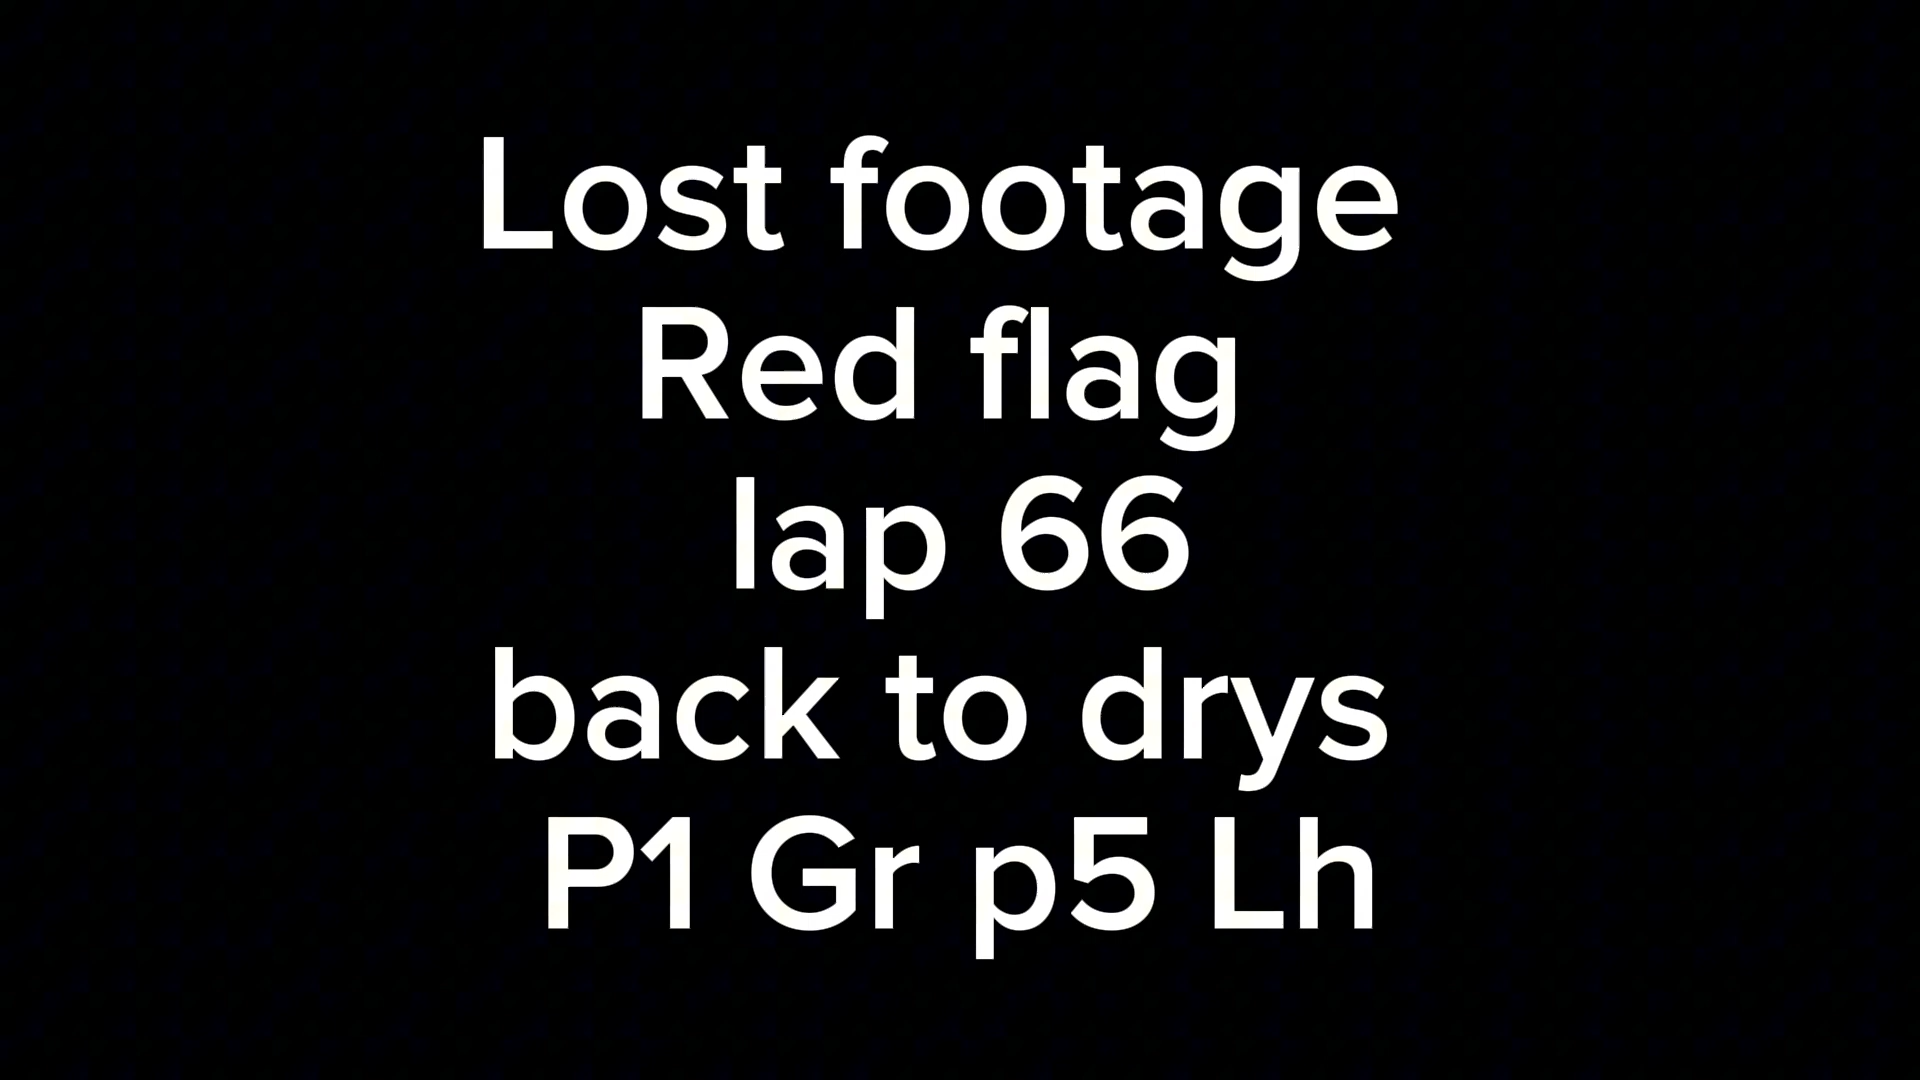 Lost footage
Red flag
lap 66
back to drys
P1 Gr p5 Lh